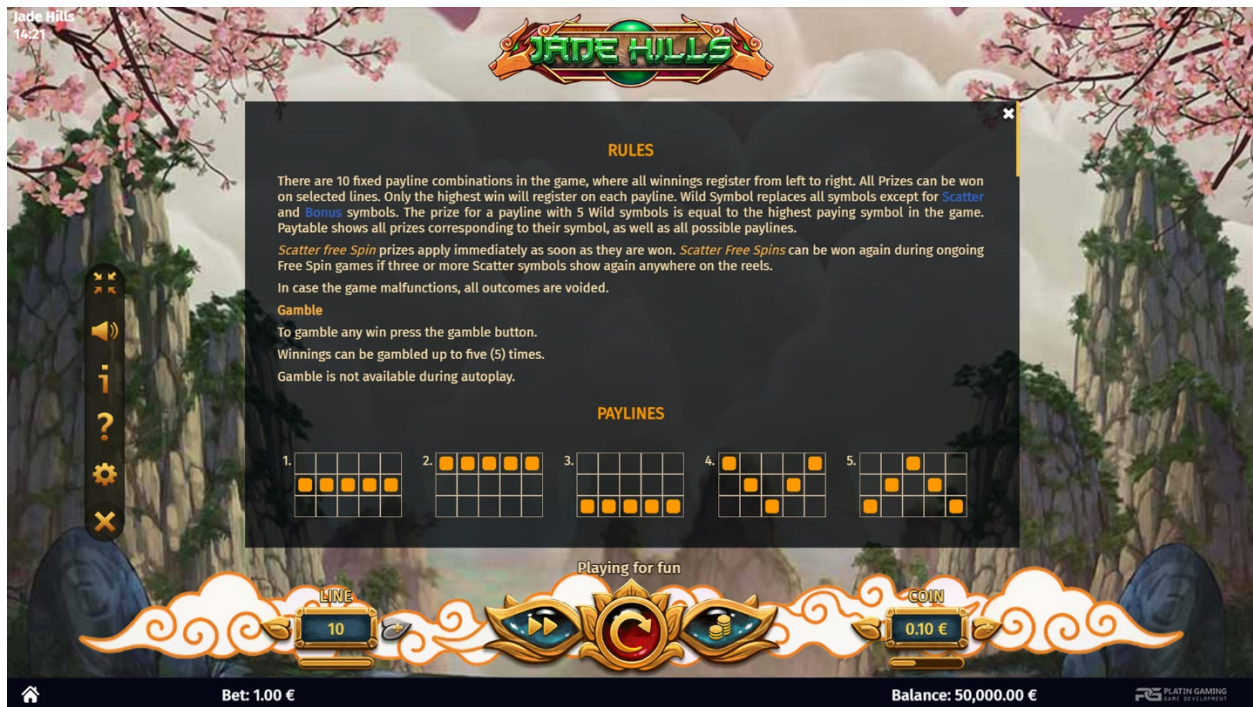 Jade Hills
14:21
JADE HILLS
RULES
There are 10 fixed payline combinations in the game, where all winnings register from left to right. All Prizes can be won
on selected lines. Only the highest win will register on each payline. Wild Symbol replaces all symbols except for Scatter
and Bonus symbols. The prize for a payline with 5 Wild symbols is equal to the highest paying symbol in the game.
Paytable shows all prizes corresponding to their symbol, as well as all possible paylines.
Scatter free Spin prizes apply immediately as soon as they are won. Scatter Free Spins can be won again during ongoing
Free Spin games if three or more Scatter symbols show again anywhere on the reels.
In case the game malfunctions, all outcomes are voided.
Gamble
To gamble any win press the gamble button.
Winnings can be gambled up to five (5) times.
Gamble is not available during autoplay.
PAYLINES
1. 2. 3. 4. 5.
Playing for fun
LINE
10
COIN
0.10 €
Bet: 1.00 €
Balance: 50,000.00 €
PLATIN GAMING
GAME DEVELOPMENT